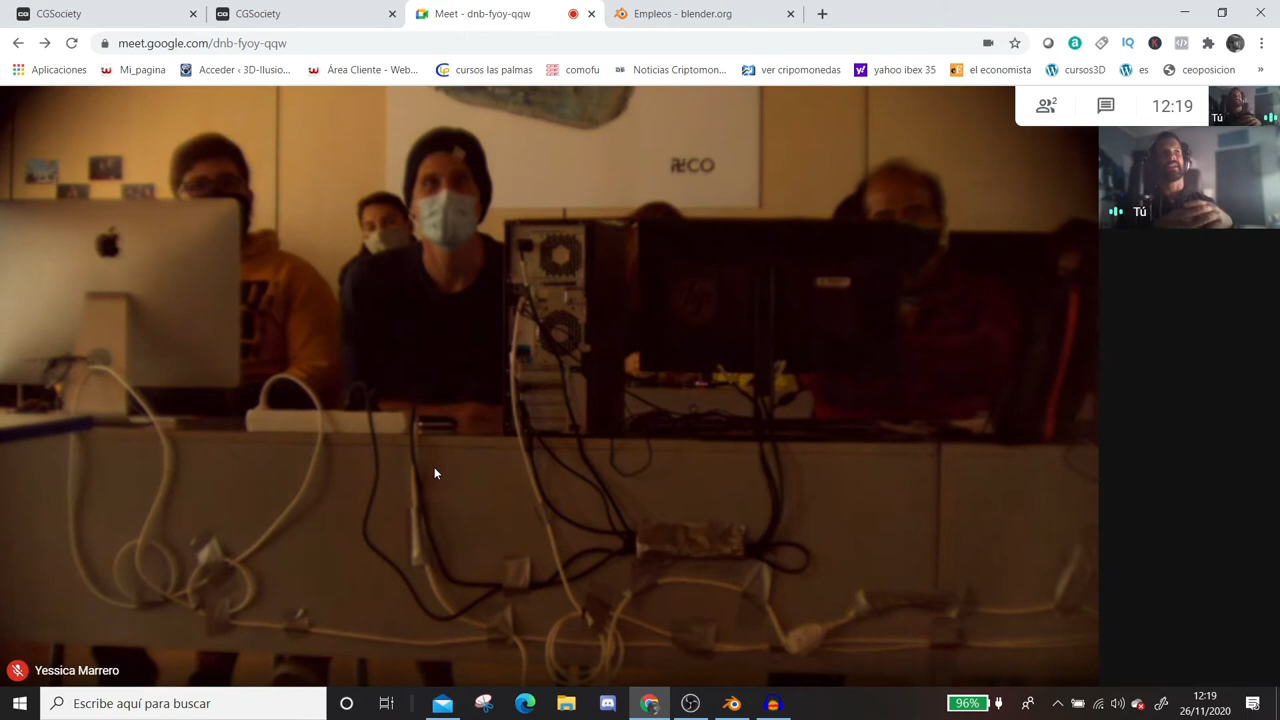 CGSociety
CGSociety
Meet - dnb-fyoy-qqw
Empleos - blender.org
meet.google.com/dnb-fyoy-qqw
Aplicaciones
Mi_pagina
Acceder ‹ 3D-Ilusio...
Área Cliente - Web...
cursos las palmas
comofu
Noticias Criptomon...
ver cripomonedas
yahoo ibex 35
el economista
cursos3D
es
ceoposicion
»
2
12:19
Tú
Tú
Yessica Marrero
Escribe aquí para buscar
96%
12:19
26/11/2020